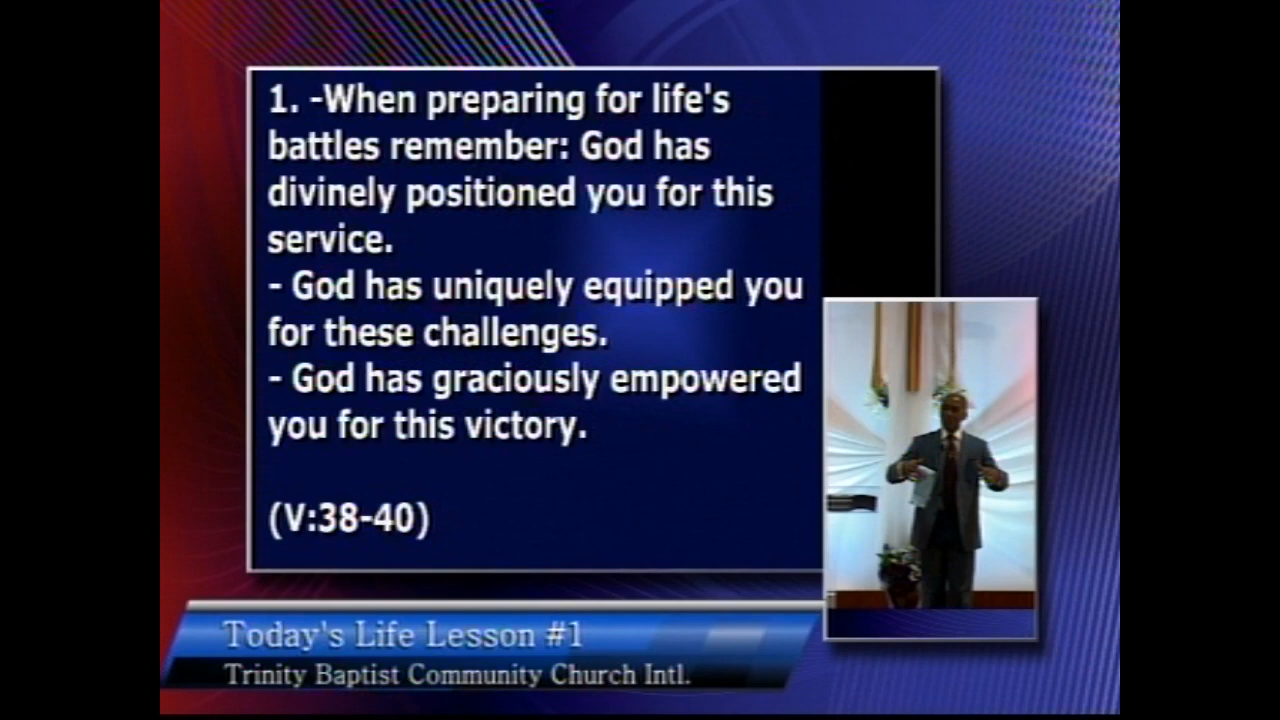 1. -When preparing for life's
battles remember: God has
divinely positioned you for this
service.
- God has uniquely equipped you
for these challenges.
- God has graciously empowered
you for this victory.
(V:38-40)
Today's Life Lesson #1
Trinity Baptist Community Church Intl.